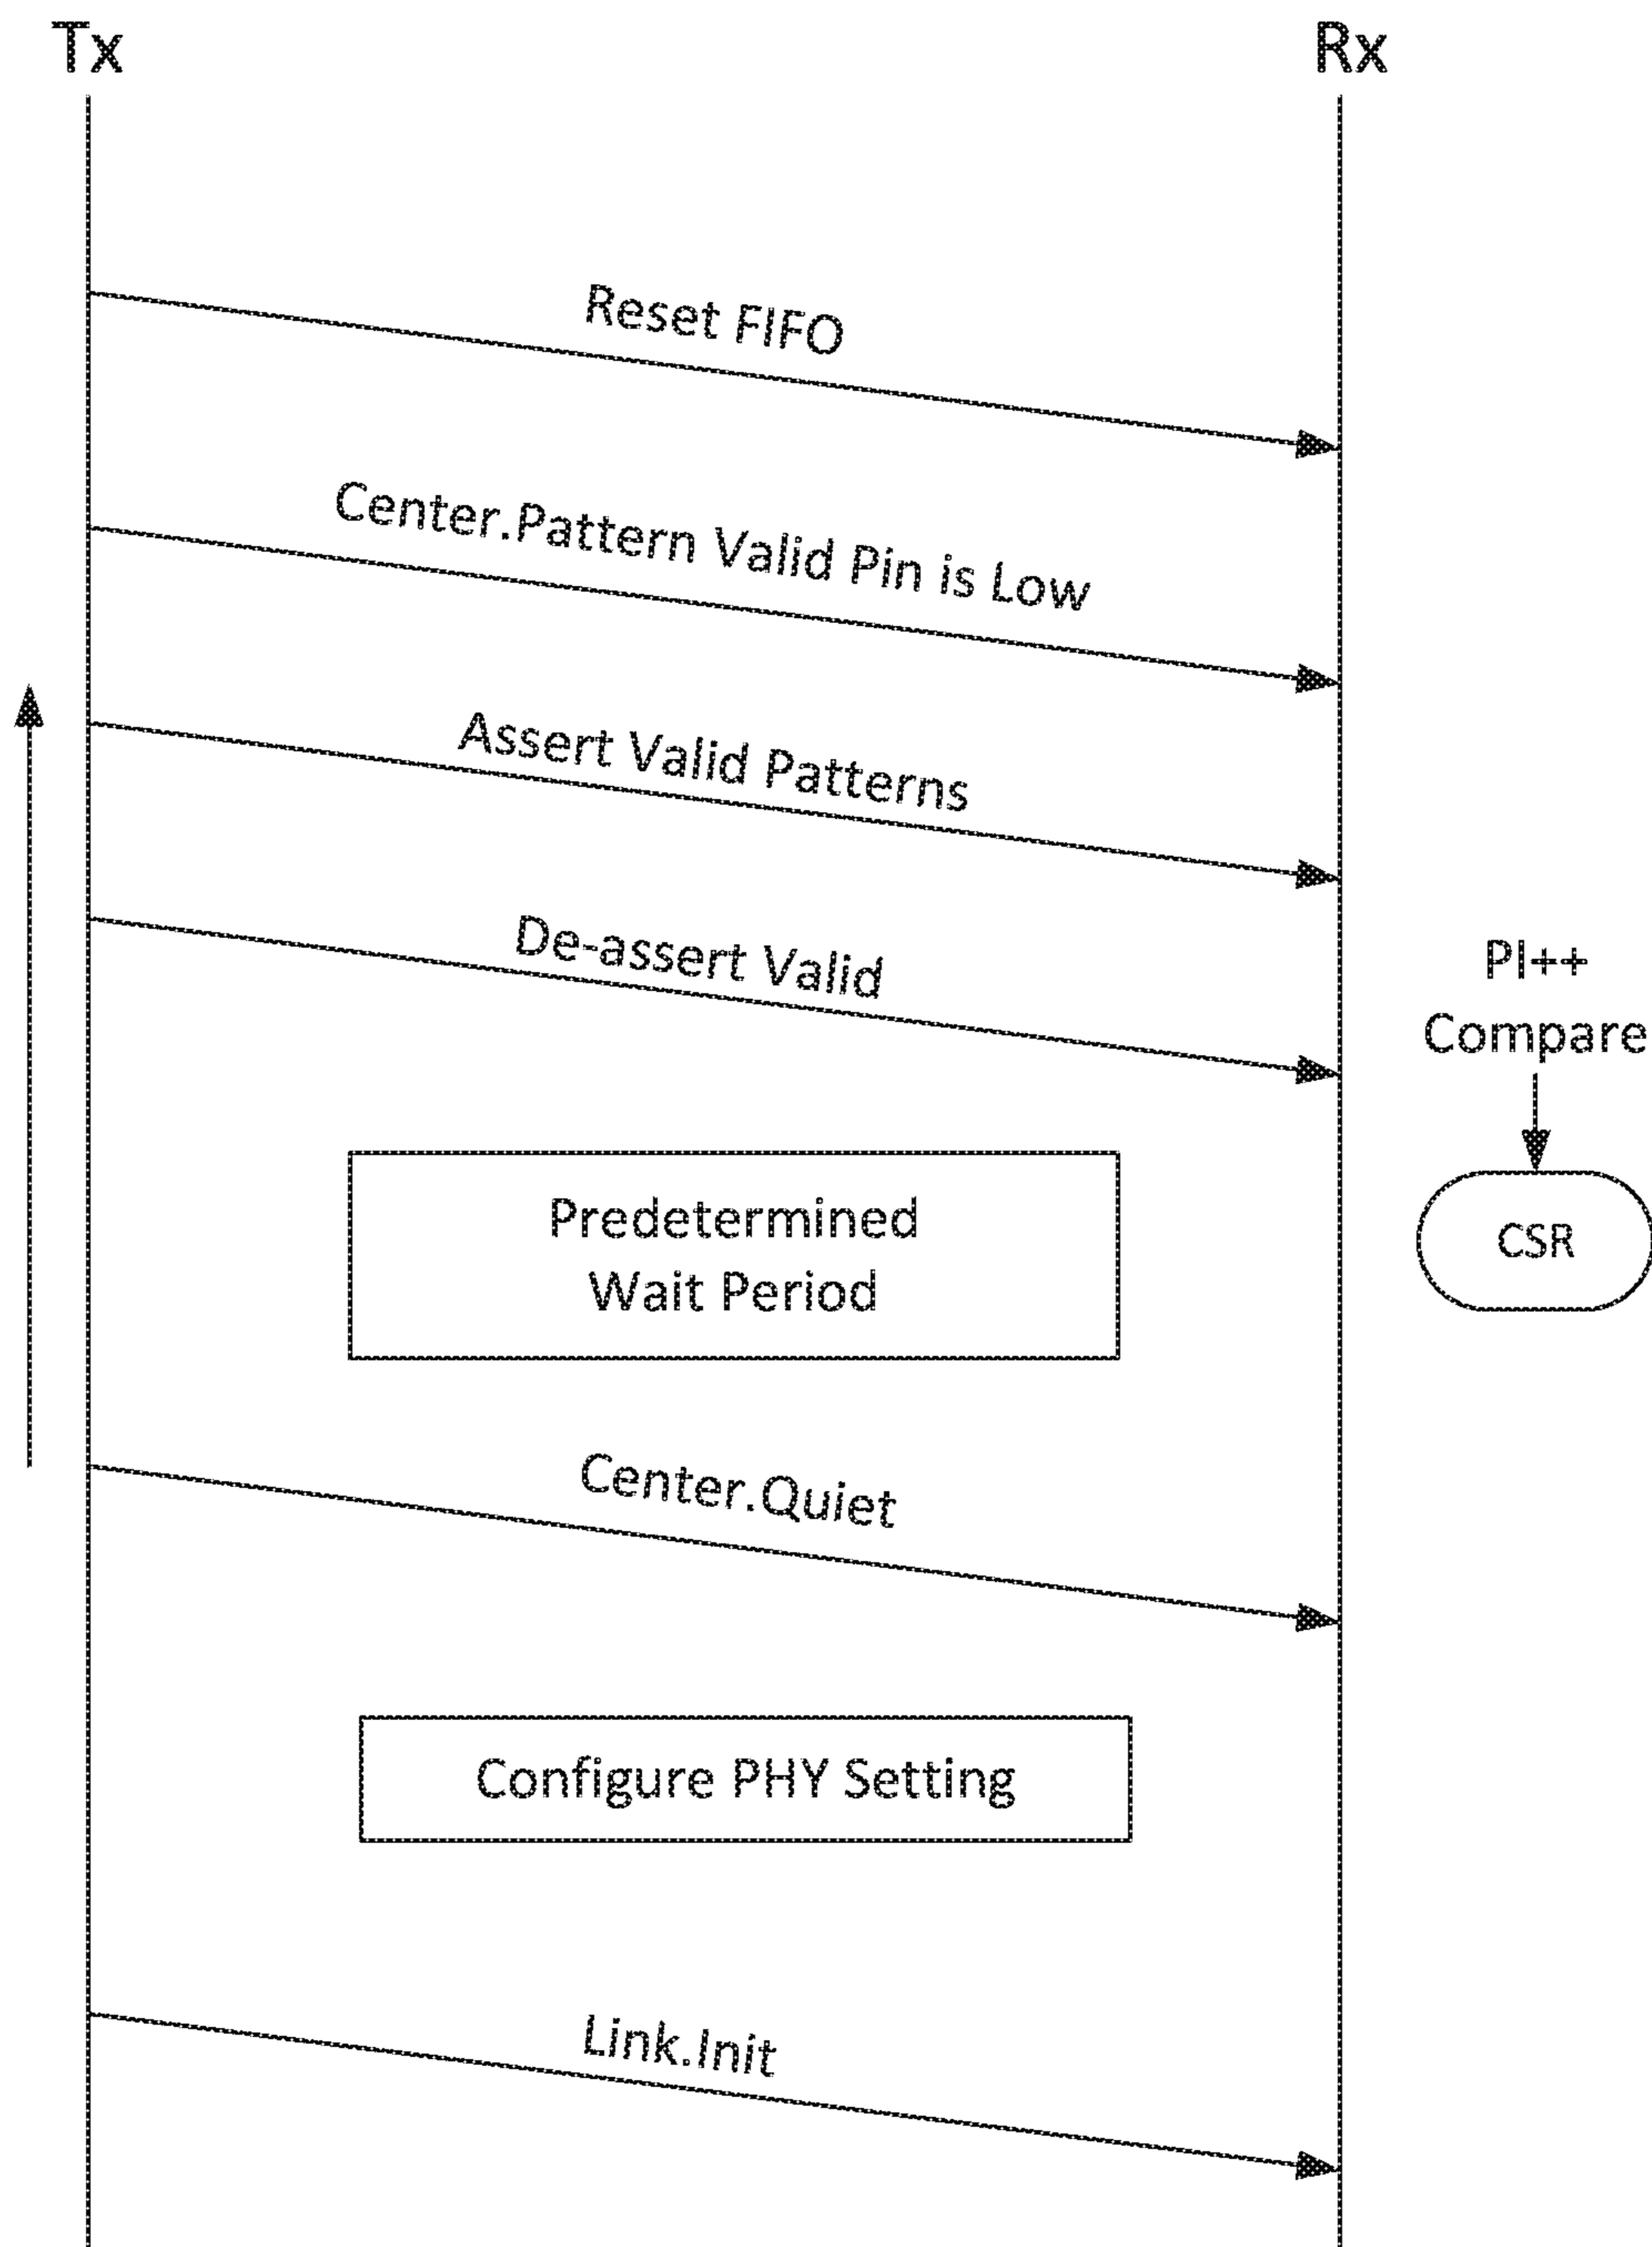 Tx
Rx
Reset FIFO
Center.Pattern Valid Pin is Low
Assert Valid Patterns
De-assert Valid
PI++
Compare
CSR
Predetermined
Wait Period
Center.Quiet
Configure PHY Setting
Link.Init